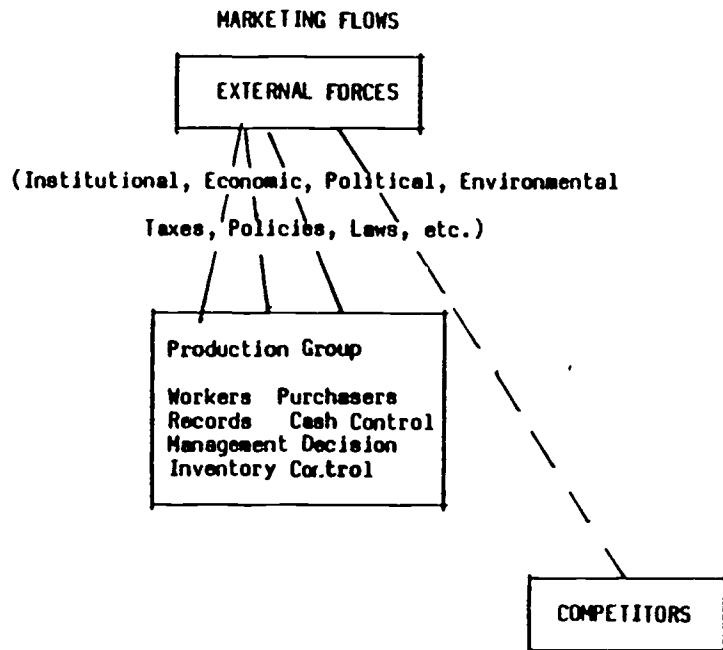 MARKETING FLOWS
EXTERNAL FORCES
(Institutional, Economic, Political, Environmental
Taxes, Policies, Laws, etc.)
Production Group
Workers Purchasers
Records Cash Control
Management Decision
Inventory Control
COMPETITORS